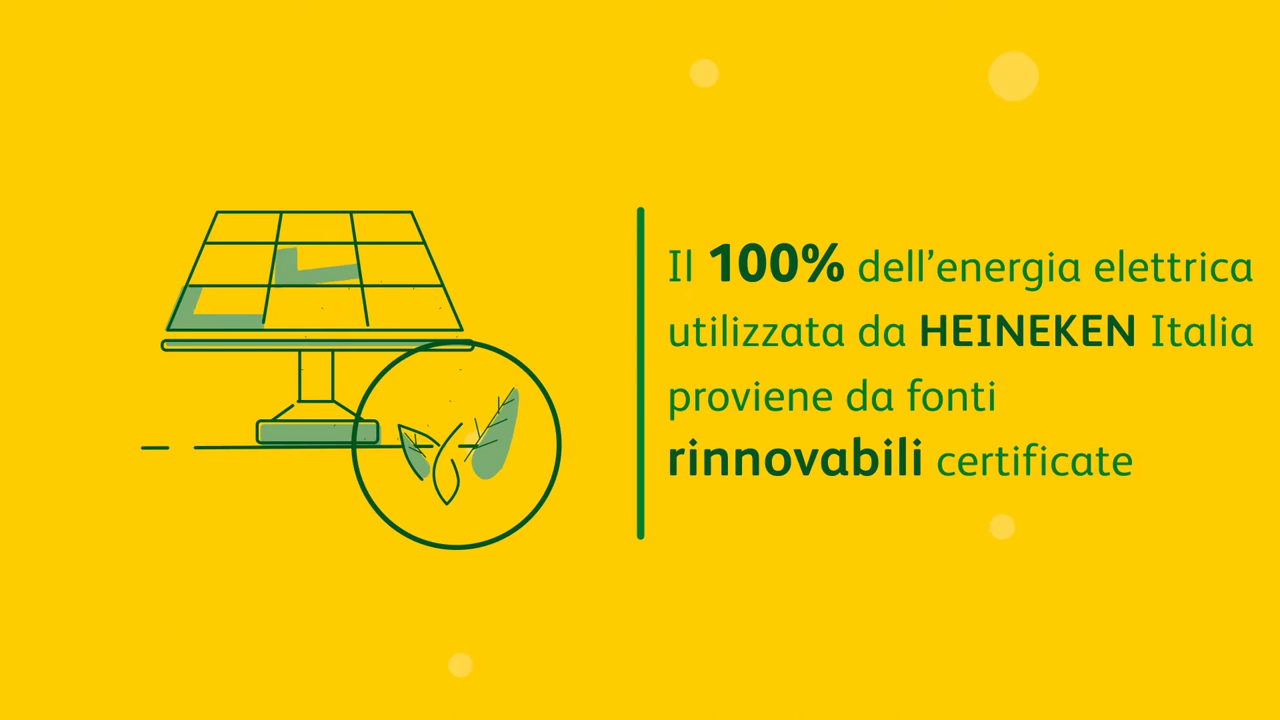 Il 100% dell’energia elettrica
utilizzata da HEINEKEN Italia
proviene da fonti
rinnovabili certificate